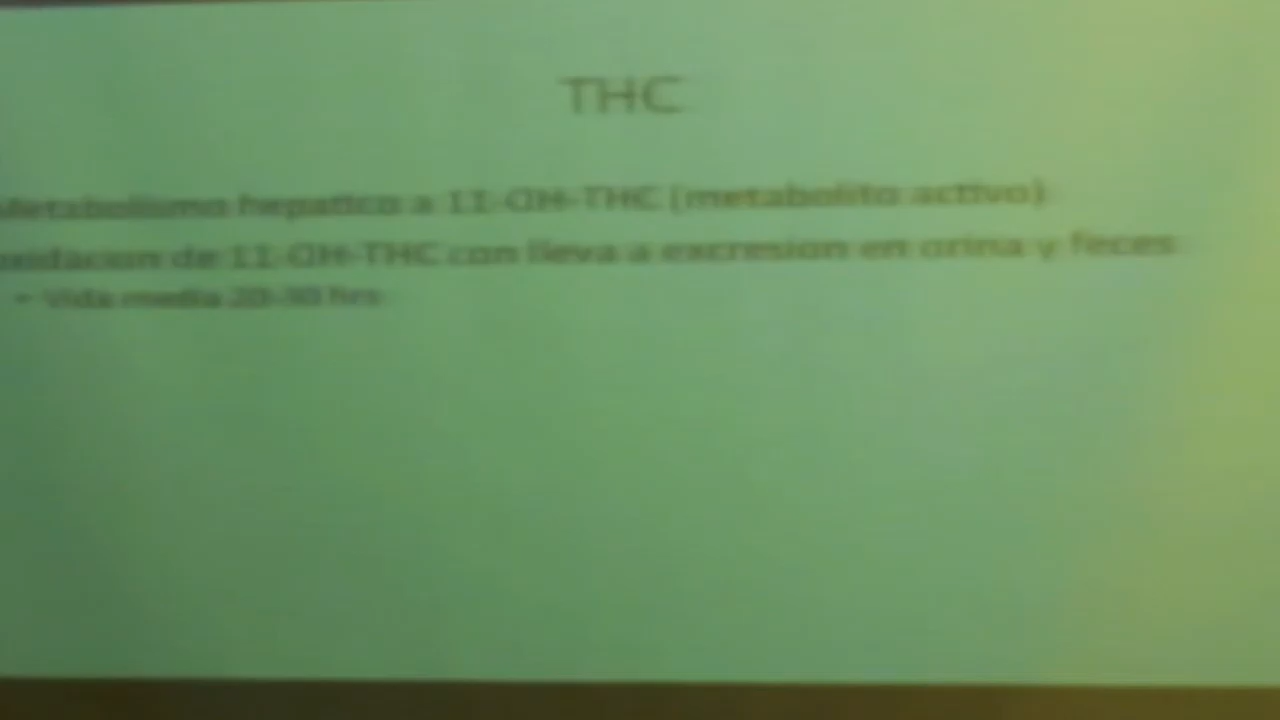 THC
Metabolismo hepatico a 11-OH-THC (metabolito activo)
oxidacion de 11-OH-THC con lleva a excresion en orina y feces
- Vida media 20-30 hrs